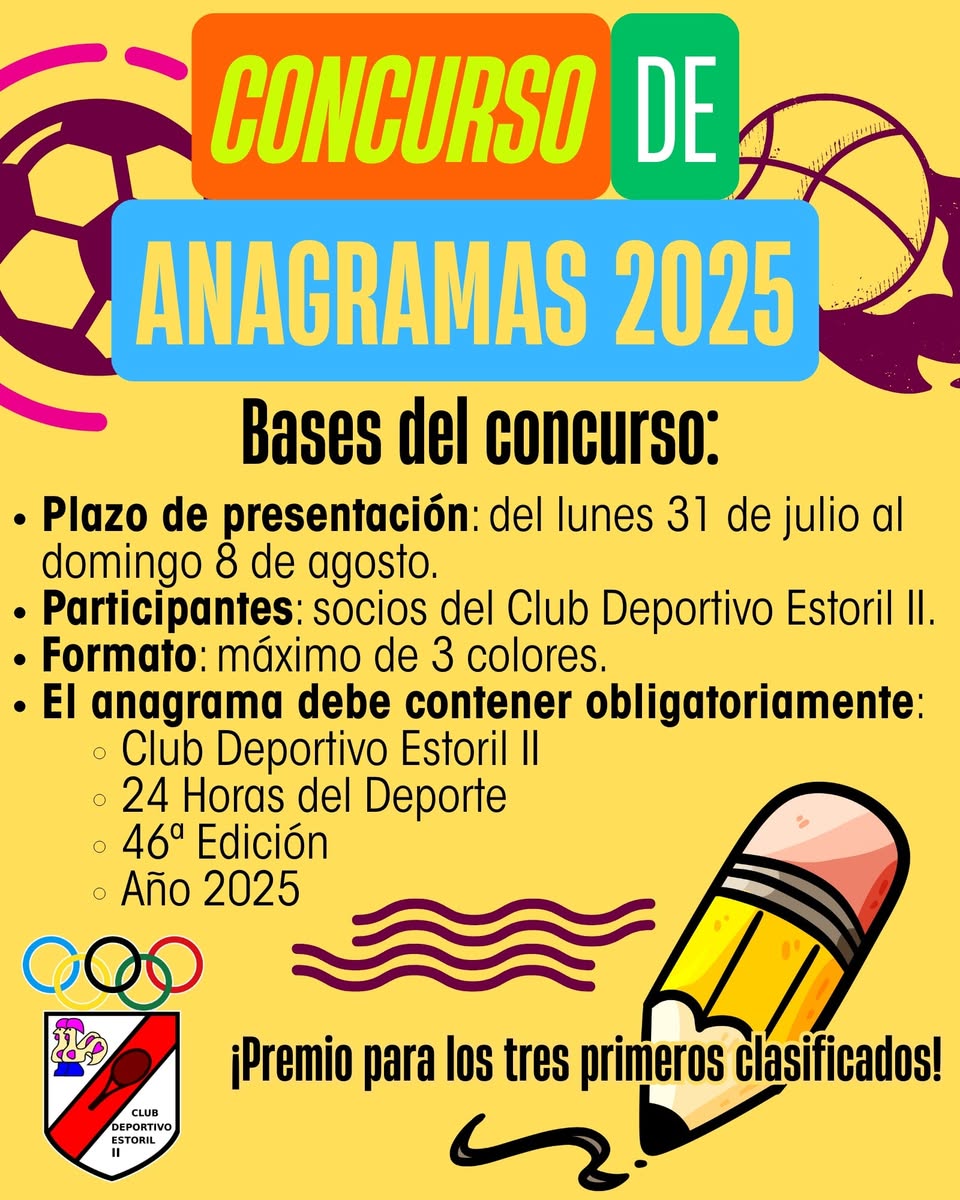 CONCURSO DE
ANAGRAMAS 2025
Bases del concurso:
• Plazo de presentación: del lunes 31 de julio al
domingo 8 de agosto.
• Participantes: socios del Club Deportivo Estoril II.
• Formato: máximo de 3 colores.
• El anagrama debe contener obligatoriamente:
○ Club Deportivo Estoril II
○ 24 Horas del Deporte
○ 46ª Edición
○ Año 2025
¡Premio para los tres primeros clasificados!
CLUB
DEPORTIVO
ESTORIL
II